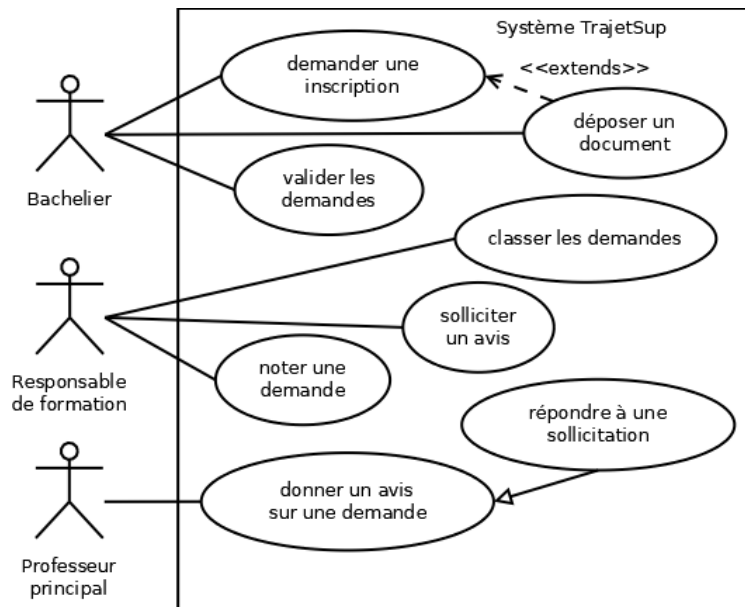 Système TrajetSup
demander une
inscription
<<extends>>
déposer un
document
valider les
demandes
Bachelier
classer les demandes
solliciter
un avis
noter une
demande
Responsable
de formation
répondre à une
sollicitation
donner un avis
sur une demande
Professeur
principal